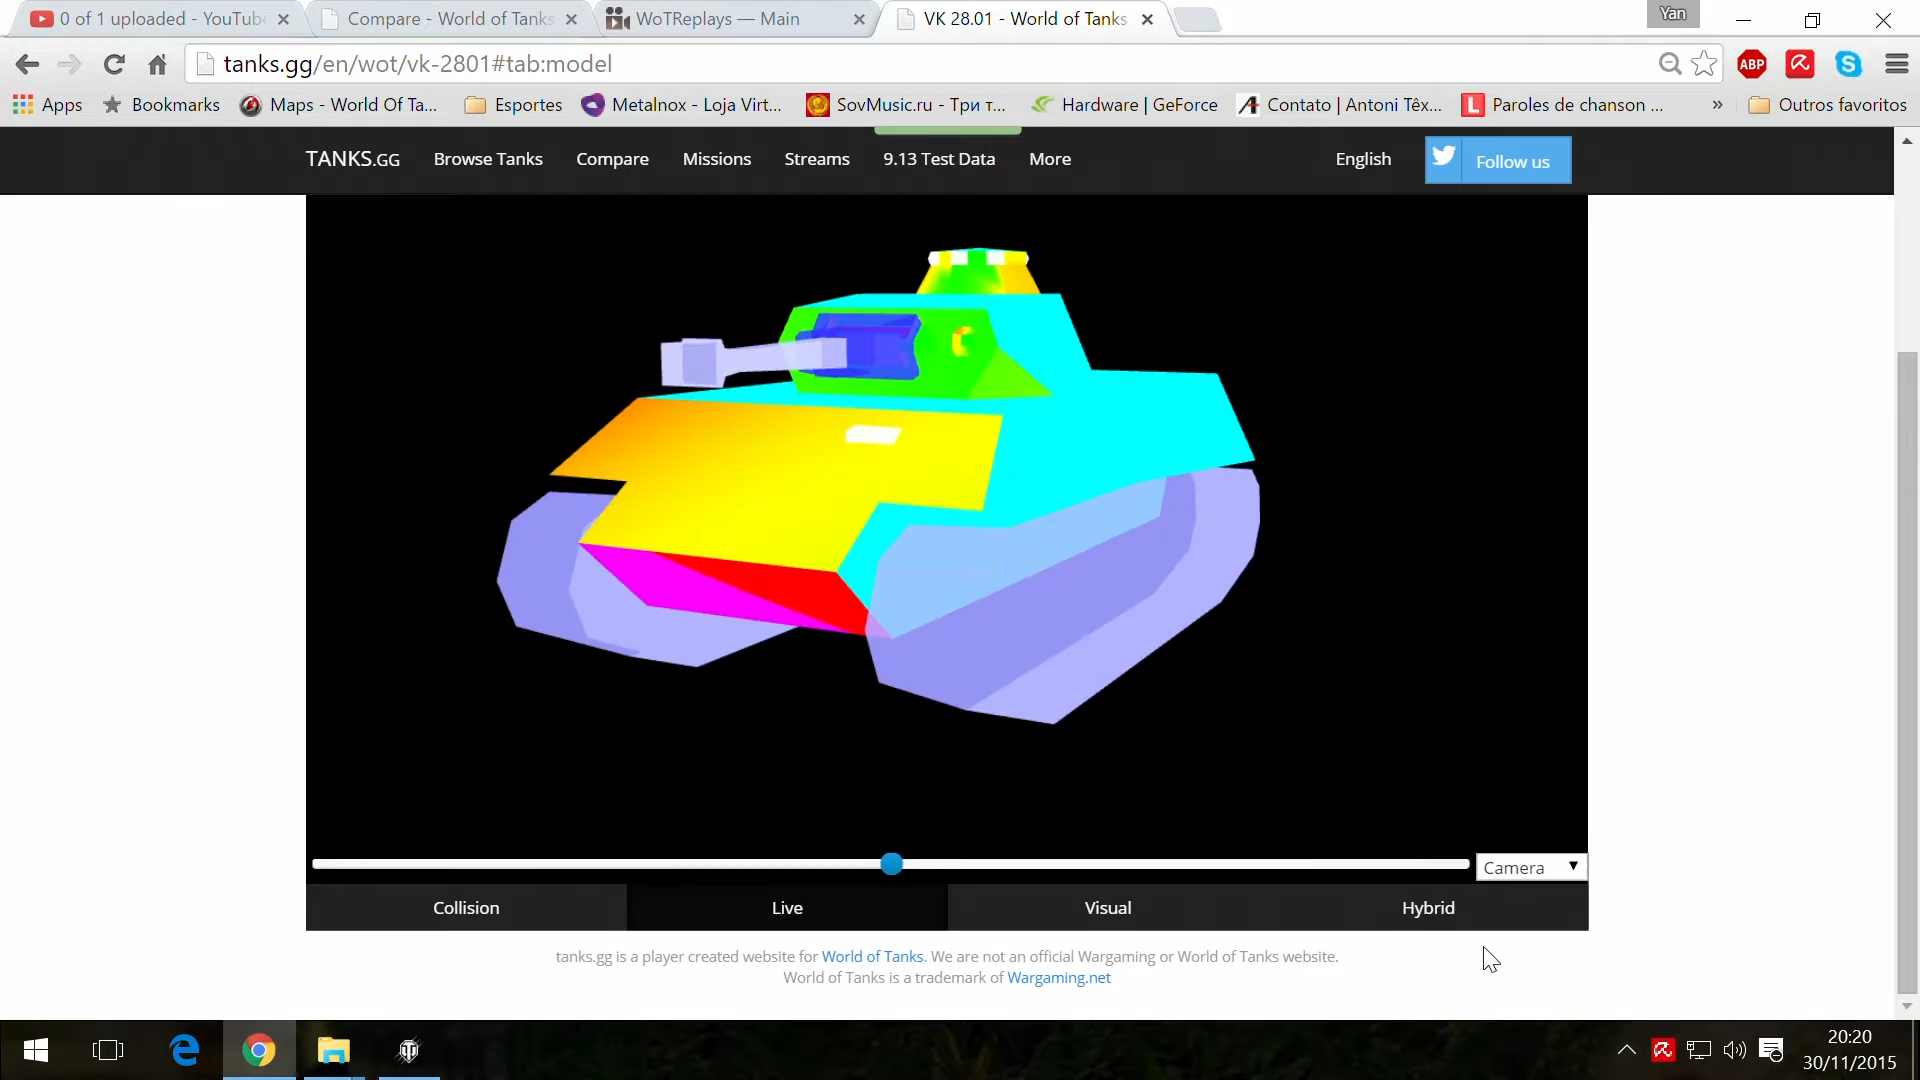 0 of 1 uploaded - YouTub
Compare - World of Tanks
WoTReplays — Main
VK 28.01 - World of Tanks
Yan
tanks.gg/en/wot/vk-2801#tab:model
ABP
Apps
Bookmarks
Maps - World Of Ta...
Esportes
Metalnox - Loja Virt...
SovMusic.ru - Три т...
Hardware | GeForce
Contato | Antoni Têx...
L
Paroles de chanson ...
»
Outros favoritos
TANKS.GG
Browse Tanks
Compare
Missions
Streams
9.13 Test Data
More
English
Follow us
Camera
Collision
Live
Visual
Hybrid
tanks.gg is a player created website for World of Tanks. We are not an official Wargaming or World of Tanks website.
World of Tanks is a trademark of Wargaming.net
20:20
30/11/2015